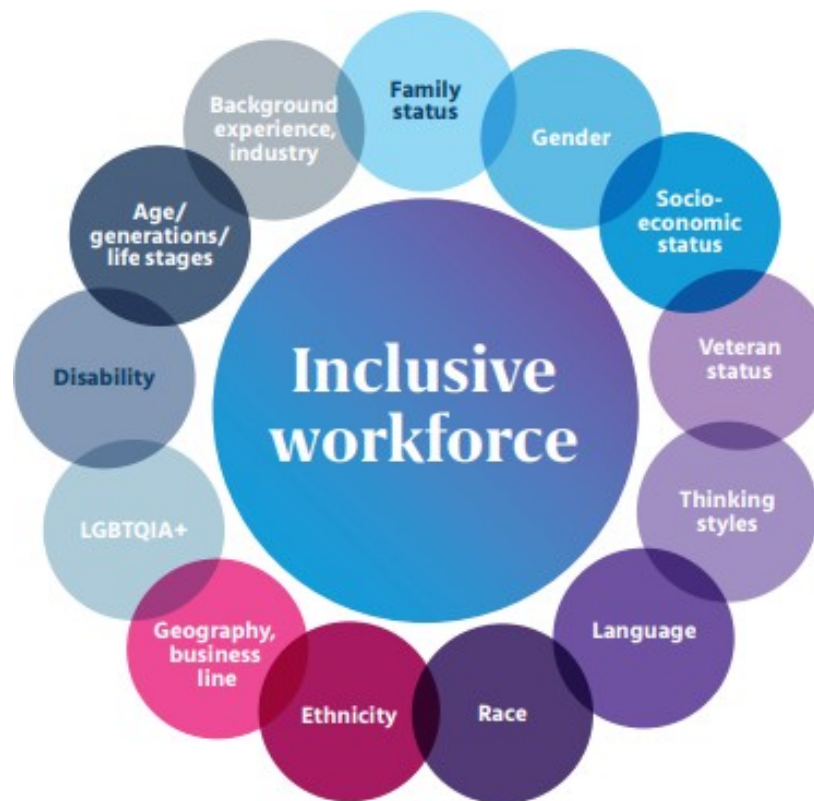 Family
status
Gender
Socio-
economic
status
Veteran
status
Thinking
styles
Language
Race
Ethnicity
Geography,
business
line
LGBTQIA+
Disability
Age/
generations/
life stages
Background
experience,
industry
Inclusive
workforce